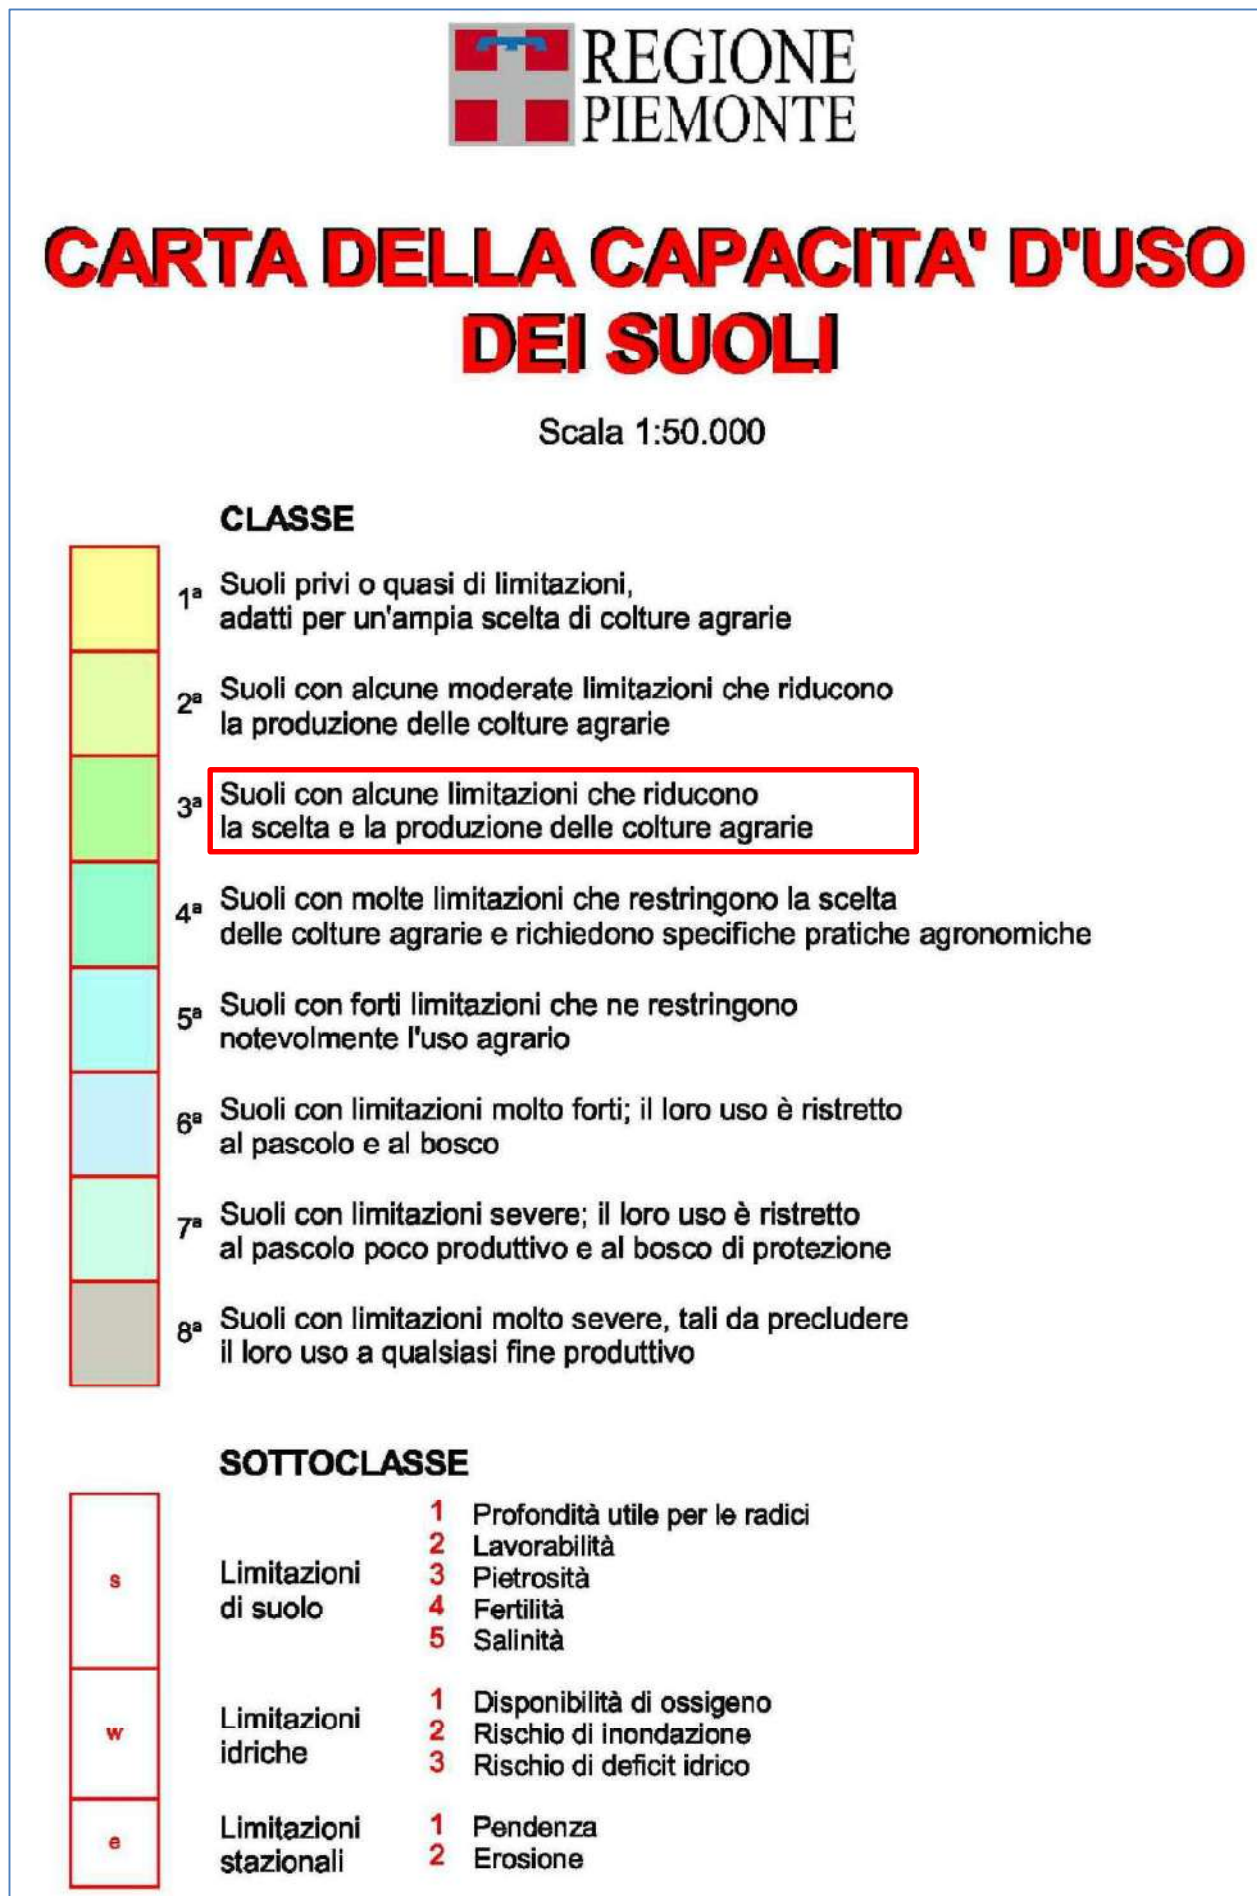 REGIONE
PIEMONTE
CARTA DELLA CAPACITA' D'USO
DEI SUOLI
Scala 1:50.000
CLASSE
1ª Suoli privi o quasi di limitazioni,
adatti per un'ampia scelta di colture agrarie
2ª Suoli con alcune moderate limitazioni che riducono
la produzione delle colture agrarie
3ª Suoli con alcune limitazioni che riducono
la scelta e la produzione delle colture agrarie
4ª Suoli con molte limitazioni che restringono la scelta
delle colture agrarie e richiedono specifiche pratiche agronomiche
5ª Suoli con forti limitazioni che ne restringono
notevolmente l'uso agrario
6ª Suoli con limitazioni molto forti; il loro uso è ristretto
al pascolo e al bosco
7ª Suoli con limitazioni severe; il loro uso è ristretto
al pascolo poco produttivo e al bosco di protezione
8ª Suoli con limitazioni molto severe, tali da precludere
il loro uso a qualsiasi fine produttivo
SOTTOCLASSE
s
Limitazioni
di suolo
1 Profondità utile per le radici
2 Lavorabilità
3 Pietrosità
4 Fertilità
5 Salinità
w
Limitazioni
idriche
1 Disponibilità di ossigeno
2 Rischio di inondazione
3 Rischio di deficit idrico
e
Limitazioni
stazionali
1 Pendenza
2 Erosione